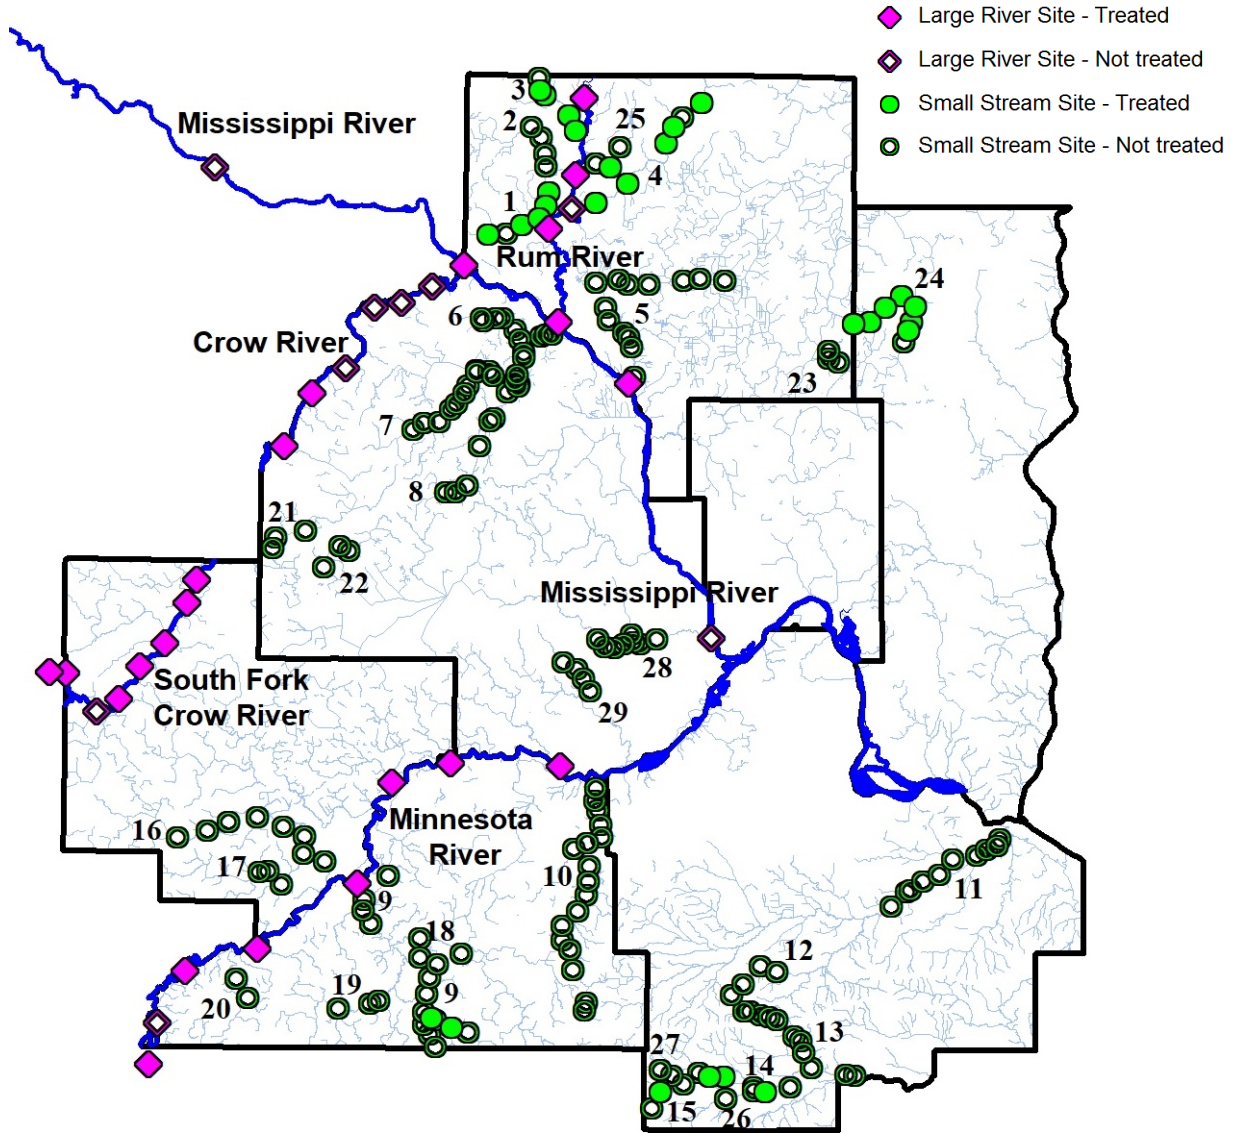 Large River Site - Treated
Large River Site - Not treated
Small Stream Site - Treated
Small Stream Site - Not treated
3
Mississippi River
2
25
4
1
Rum River
24
6
5
Crow River
23
7
8
21
22
Mississippi River
28
South Fork
Crow River
29
Minnesota
River
16
17
10
11
9
18
12
19
9
20
13
27
14
15
26